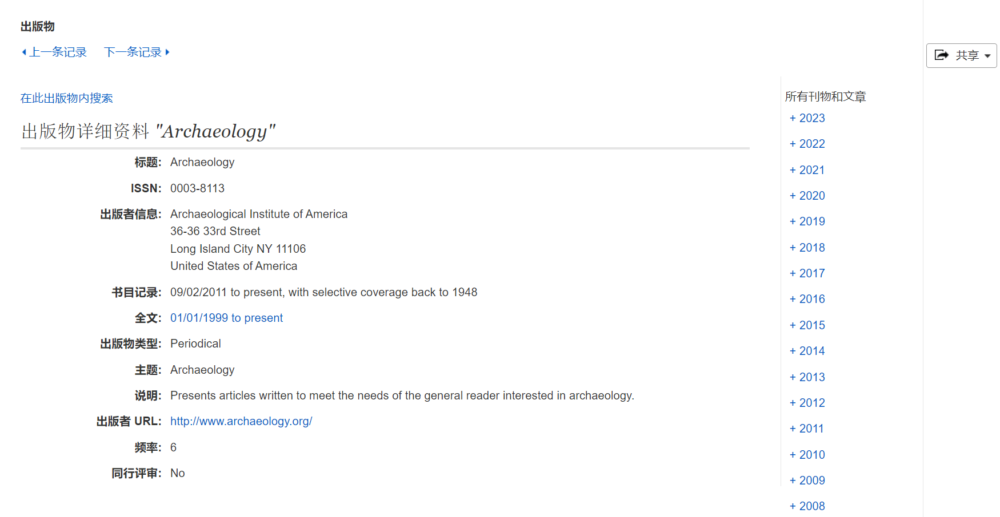 出版物
上一条记录 下一条记录
共享
在此出版物内搜索
出版物详细资料 "Archaeology"
标题: Archaeology
ISSN: 0003-8113
出版者信息: Archaeological Institute of America
36-36 33rd Street
Long Island City NY 11106
United States of America
书目记录: 09/02/2011 to present, with selective coverage back to 1948
全文: 01/01/1999 to present
出版物类型: Periodical
主题: Archaeology
说明: Presents articles written to meet the needs of the general reader interested in archaeology.
出版者 URL: http://www.archaeology.org/
频率: 6
同行评审: No
所有刊物和文章
+ 2023
+ 2022
+ 2021
+ 2020
+ 2019
+ 2018
+ 2017
+ 2016
+ 2015
+ 2014
+ 2013
+ 2012
+ 2011
+ 2010
+ 2009
+ 2008